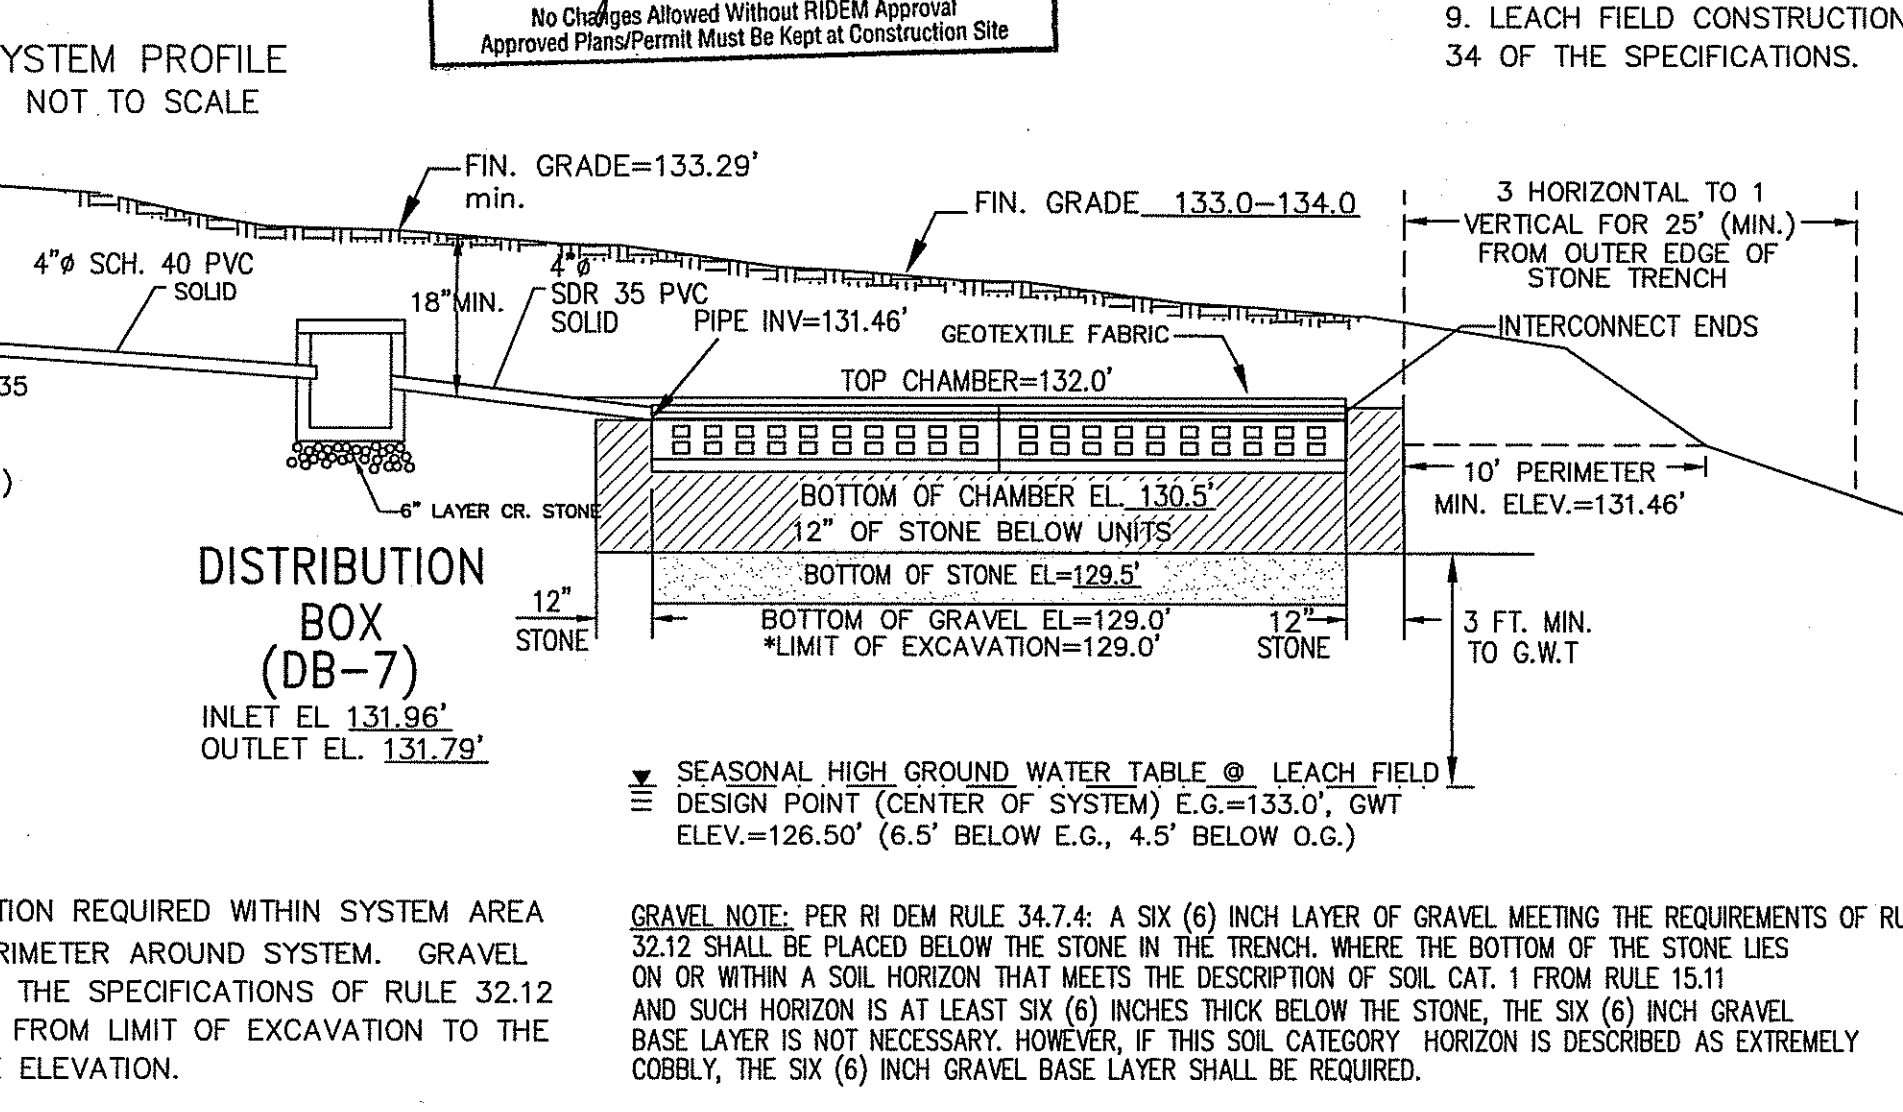 No Changes Allowed Without RIDEM Approval
Approved Plans/Permit Must Be Kept at Construction Site
9. LEACH FIELD CONSTRUCTION
34 OF THE SPECIFICATIONS.
YSTEM PROFILE
NOT TO SCALE
FIN. GRADE=133.29'
min.
FIN. GRADE 133.0-134.0
3 HORIZONTAL TO 1
VERTICAL FOR 25' (MIN.)
FROM OUTER EDGE OF
STONE TRENCH
4"ø SCH. 40 PVC
SOLID
18"MIN.
4"ø
SDR 35 PVC
SOLID
PIPE INV=131.46'
GEOTEXTILE FABRIC
INTERCONNECT ENDS
35
TOP CHAMBER=132.0'
)
6" LAYER CR. STONE
BOTTOM OF CHAMBER EL. 130.5'
12" OF STONE BELOW UNITS
10' PERIMETER
MIN. ELEV.=131.46'
DISTRIBUTION
BOX
(DB-7)
INLET EL 131.96'
OUTLET EL. 131.79'
BOTTOM OF STONE EL=129.5'
12"
STONE
BOTTOM OF GRAVEL EL=129.0'
*LIMIT OF EXCAVATION=129.0'
12"
STONE
3 FT. MIN.
TO G.W.T
SEASONAL HIGH GROUND WATER TABLE @ LEACH FIELD
DESIGN POINT (CENTER OF SYSTEM) E.G.=133.0', GWT
ELEV.=126.50' (6.5' BELOW E.G., 4.5' BELOW O.G.)
TION REQUIRED WITHIN SYSTEM AREA
RIMETER AROUND SYSTEM. GRAVEL
THE SPECIFICATIONS OF RULE 32.12
FROM LIMIT OF EXCAVATION TO THE
E ELEVATION.
GRAVEL NOTE: PER RI DEM RULE 34.7.4: A SIX (6) INCH LAYER OF GRAVEL MEETING THE REQUIREMENTS OF RU
32.12 SHALL BE PLACED BELOW THE STONE IN THE TRENCH. WHERE THE BOTTOM OF THE STONE LIES
ON OR WITHIN A SOIL HORIZON THAT MEETS THE DESCRIPTION OF SOIL CAT. 1 FROM RULE 15.11
AND SUCH HORIZON IS AT LEAST SIX (6) INCHES THICK BELOW THE STONE, THE SIX (6) INCH GRAVEL
BASE LAYER IS NOT NECESSARY. HOWEVER, IF THIS SOIL CATEGORY HORIZON IS DESCRIBED AS EXTREMELY
COBBLY, THE SIX (6) INCH GRAVEL BASE LAYER SHALL BE REQUIRED.